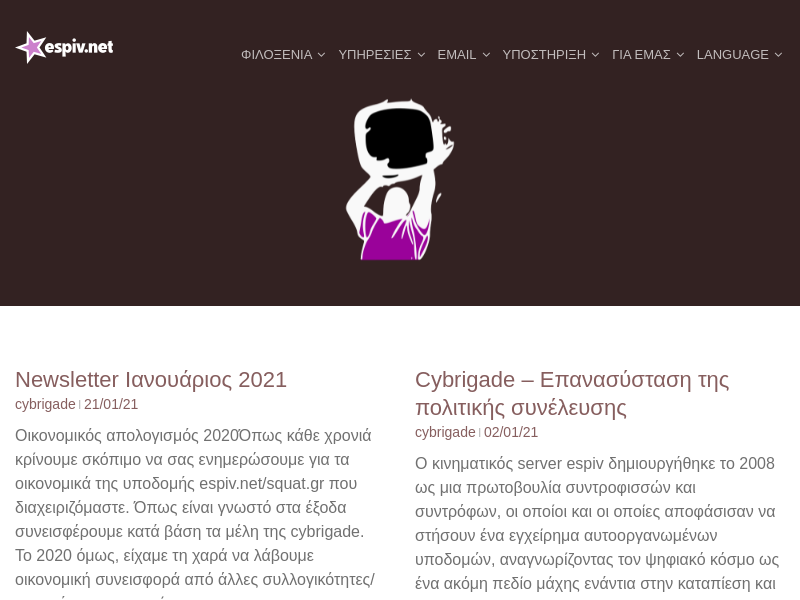 espiv.net
ΦΙΛΟΞΕΝΙΑ ΥΠΗΡΕΣΙΕΣ EMAIL ΥΠΟΣΤΗΡΙΞΗ ΓΙΑ ΕΜΑΣ LANGUAGE
Newsletter Ιανουάριος 2021
cybrigade | 21/01/21
Οικονομικός απολογισμός 2020Όπως κάθε χρονιά
κρίνουμε σκόπιμο να σας ενημερώσουμε για τα
οικονομικά της υποδομής espiv.net/squat.gr που
διαχειριζόμαστε. Όπως είναι γνωστό στα έξοδα
συνεισφέρουμε κατά βάση τα μέλη της cybrigade.
Το 2020 όμως, είχαμε τη χαρά να λάβουμε
οικονομική συνεισφορά από άλλες συλλογικότητες/
Cybrigade – Επανασύσταση της
πολιτικής συνέλευσης
cybrigade | 02/01/21
Ο κινηματικός server espiv δημιουργήθηκε το 2008
ως μια πρωτοβουλία συντροφισσών και
συντρόφων, οι οποίοι και οι οποίες αποφάσισαν να
στήσουν ένα εγχείρημα αυτοοργανωμένων
υποδομών, αναγνωρίζοντας τον ψηφιακό κόσμο ως
ένα ακόμη πεδίο μάχης ενάντια στην καταπίεση και